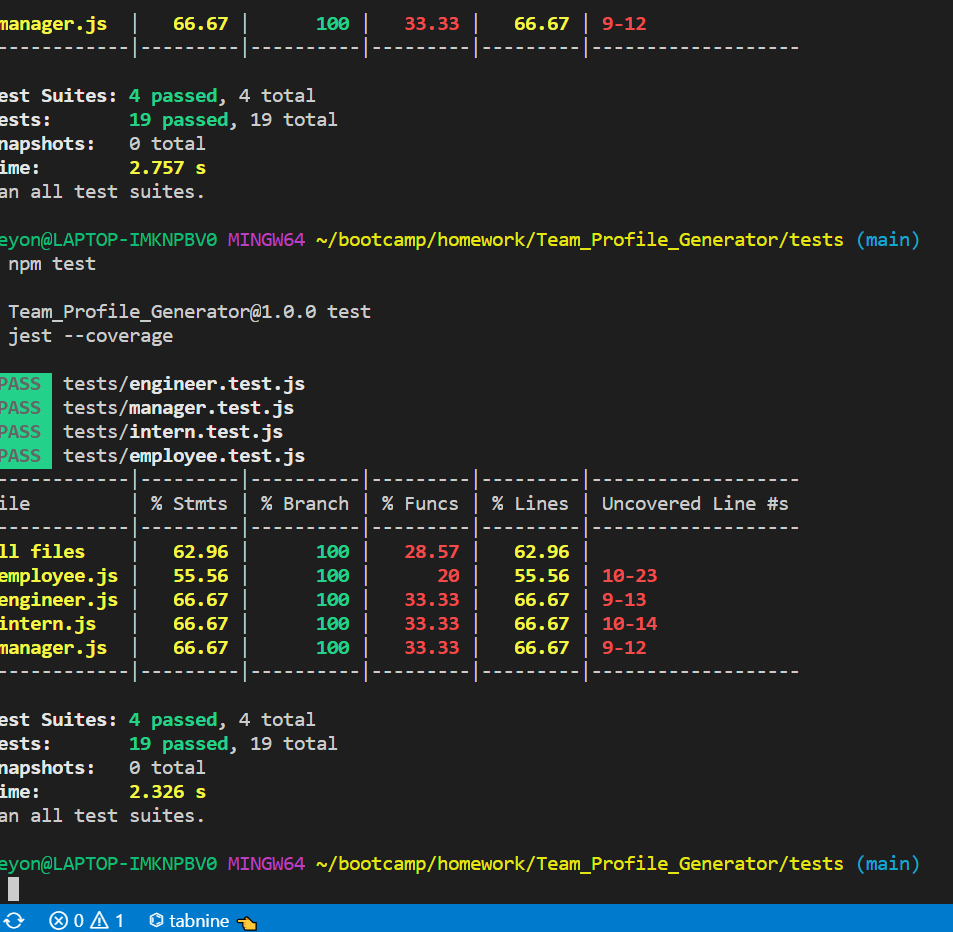 manager.js | 66.67 | 100 | 33.33 | 66.67 | 9-12
------------|---------|----------|---------|---------|-------------------
est Suites: 4 passed, 4 total
ests: 19 passed, 19 total
napshots: 0 total
ime: 2.757 s
an all test suites.
eyon@LAPTOP-IMKNPBV0 MINGW64 ~/bootcamp/homework/Team_Profile_Generator/tests (main)
npm test
Team_Profile_Generator@1.0.0 test
jest --coverage
PASS tests/engineer.test.js
PASS tests/manager.test.js
PASS tests/intern.test.js
PASS tests/employee.test.js
------------|---------|----------|---------|---------|-------------------
ile | % Stmts | % Branch | % Funcs | % Lines | Uncovered Line #s
------------|---------|----------|---------|---------|-------------------
ll files | 62.96 | 100 | 28.57 | 62.96 |
employee.js | 55.56 | 100 | 20 | 55.56 | 10-23
engineer.js | 66.67 | 100 | 33.33 | 66.67 | 9-13
intern.js | 66.67 | 100 | 33.33 | 66.67 | 10-14
manager.js | 66.67 | 100 | 33.33 | 66.67 | 9-12
------------|---------|----------|---------|---------|-------------------
est Suites: 4 passed, 4 total
ests: 19 passed, 19 total
napshots: 0 total
ime: 2.326 s
an all test suites.
eyon@LAPTOP-IMKNPBV0 MINGW64 ~/bootcamp/homework/Team_Profile_Generator/tests (main)
0 1 tabnine